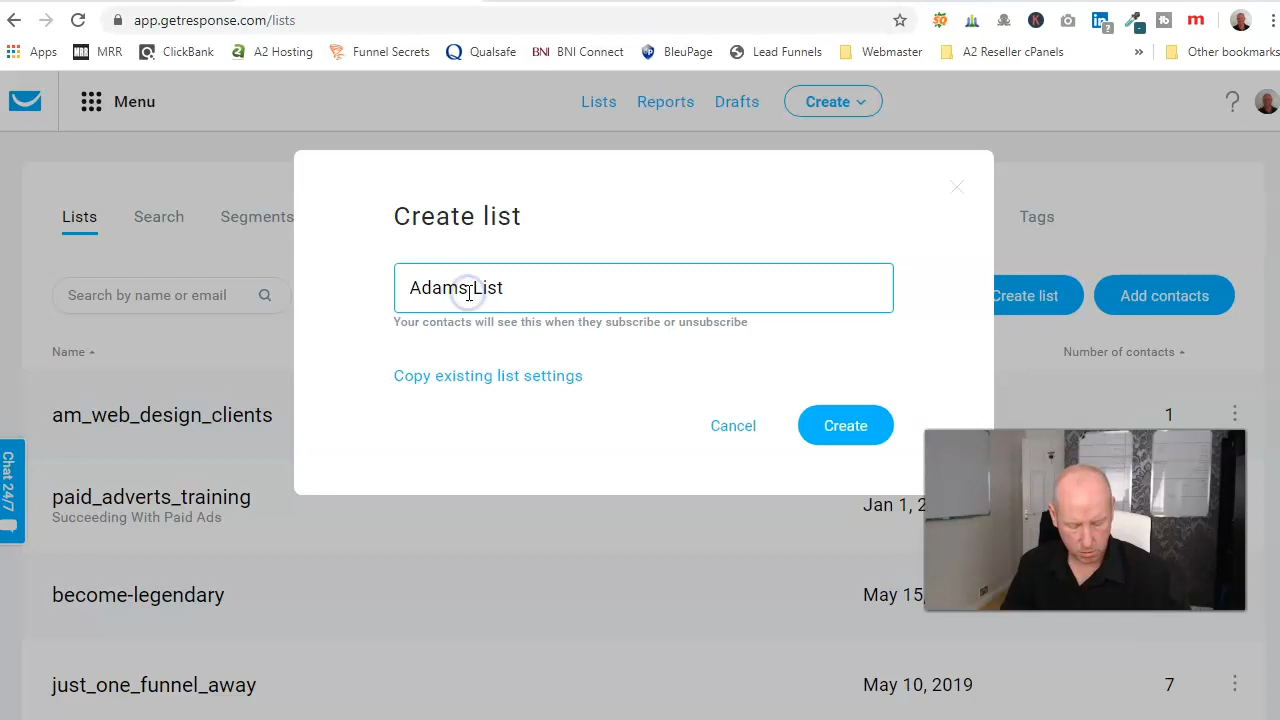 app.getresponse.com/lists
Apps MRR ClickBank A2 Hosting Funnel Secrets Qualsafe BNI BNI Connect BleuPage Lead Funnels Webmaster A2 Reseller cPanels » Other bookmarks
Menu Lists Reports Drafts Create ?
Create list
Lists Search Segments Tags
Adams List
Search by name or email Create list Add contacts
Your contacts will see this when they subscribe or unsubscribe
Name Number of contacts
Copy existing list settings
am_web_design_clients 1
Cancel Create
Chat 24/7
paid_adverts_training Jan 1, 2
Succeeding With Paid Ads
become-legendary May 15,
just_one_funnel_away May 10, 2019 7